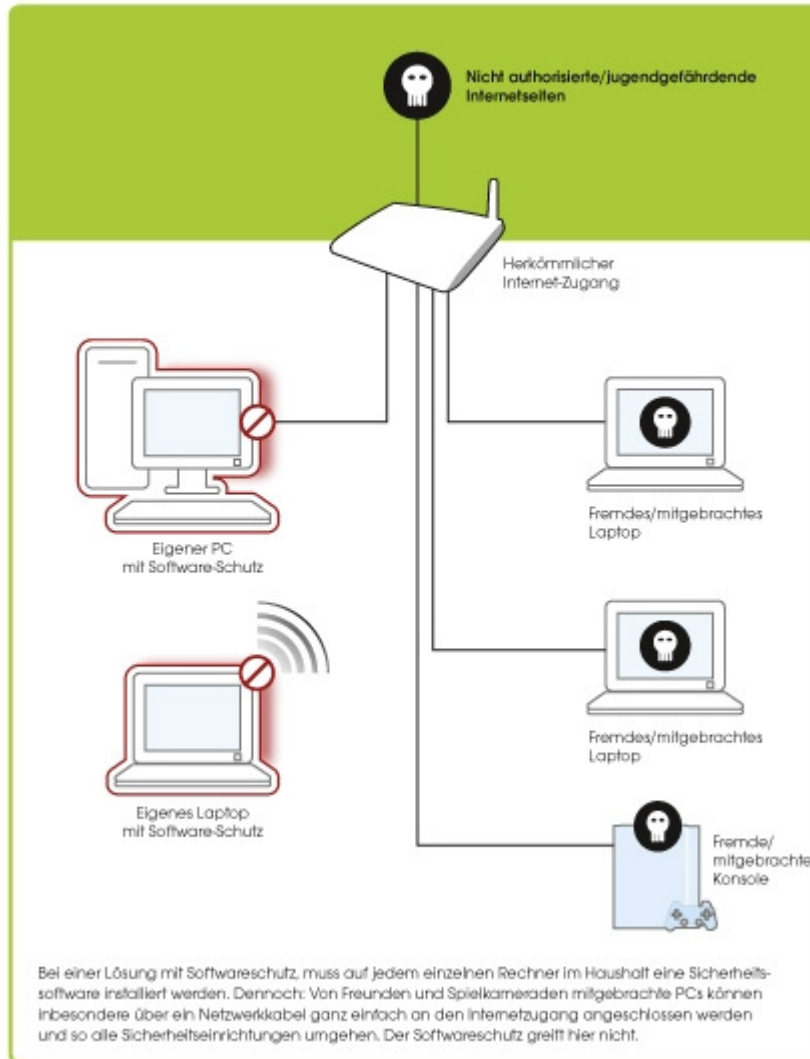 Nicht authorisierte/jugendgefährdende
Internetseiten
Herkömmlicher
Internet-Zugang
Eigener PC
mit Software-Schutz
Fremdes/mitgebrachtes
Laptop
Eigenes Laptop
mit Software-Schutz
Fremdes/mitgebrachtes
Laptop
Fremde/
mitgebrachte
Konsole
Bei einer Lösung mit Softwareschutz, muss auf jedem einzelnen Rechner im Haushalt eine Sicherheits-
software installiert werden. Dennoch: Von Freunden und Spielkameraden mitgebrachte PCs können
inbesondere über ein Netzwerkkabel ganz einfach an den Internetzugang angeschlossen werden
und so alle Sicherheitseinrichtungen umgehen. Der Softwareschutz greift hier nicht.